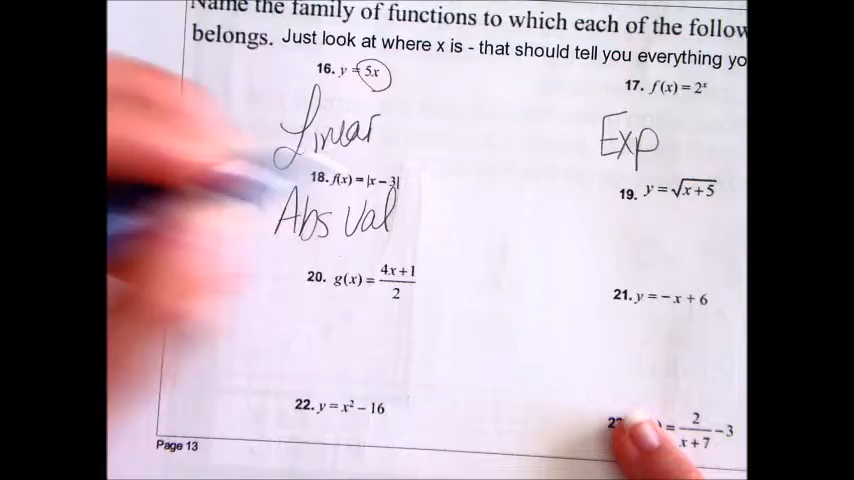 Name the family of functions to which each of the follow
belongs. Just look at where x is - that should tell you everything yo
16. y = 5x
17. f(x) = 2ˣ
Linear
Exp
18. f(x) = |x − 3|
19. y = √(x + 5)
Abs Val
20. g(x) = (4x + 1)/2
21. y = − x + 6
22. y = x² − 16
= 2/(x + 7) − 3
Page 13